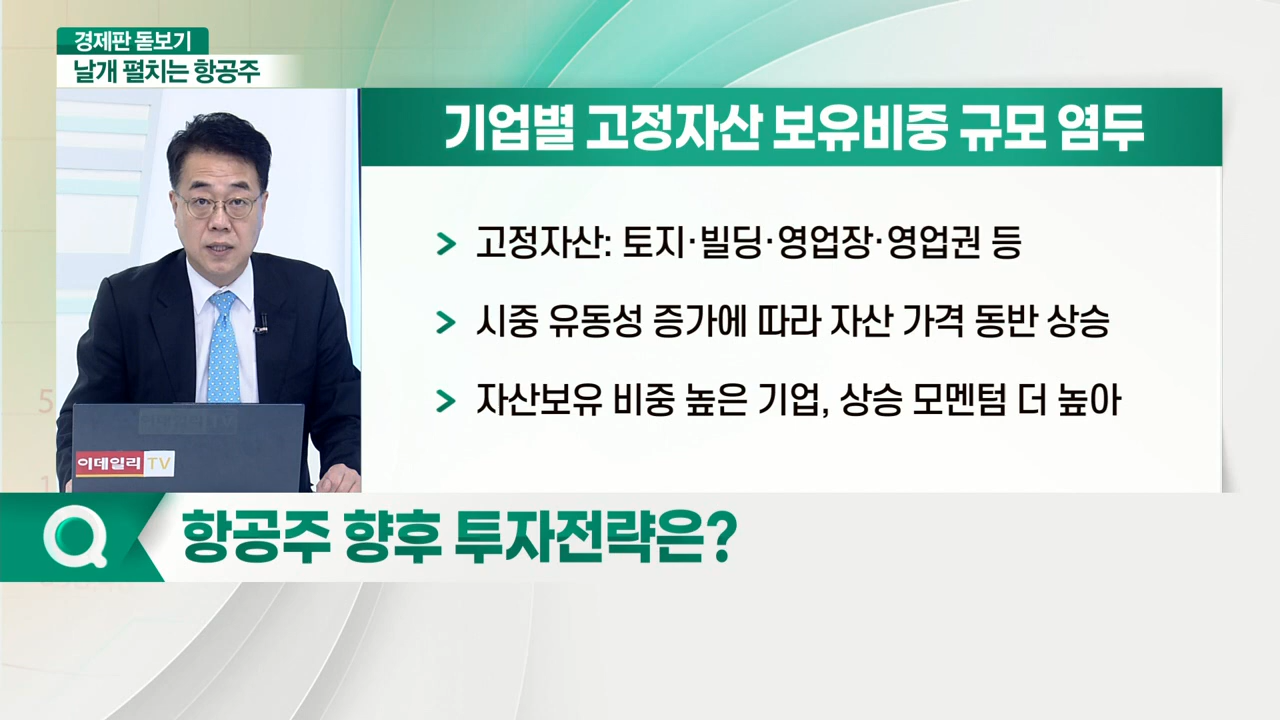 경제판 돋보기
날개 펼치는 항공주
기업별 고정자산 보유비중 규모 염두
고정자산: 토지·빌딩·영업장·영업권 등
시중 유동성 증가에 따라 자산 가격 동반 상승
자산보유 비중 높은 기업, 상승 모멘텀 더 높아
이데일리TV
이데일리 TV
항공주 향후 투자전략은?